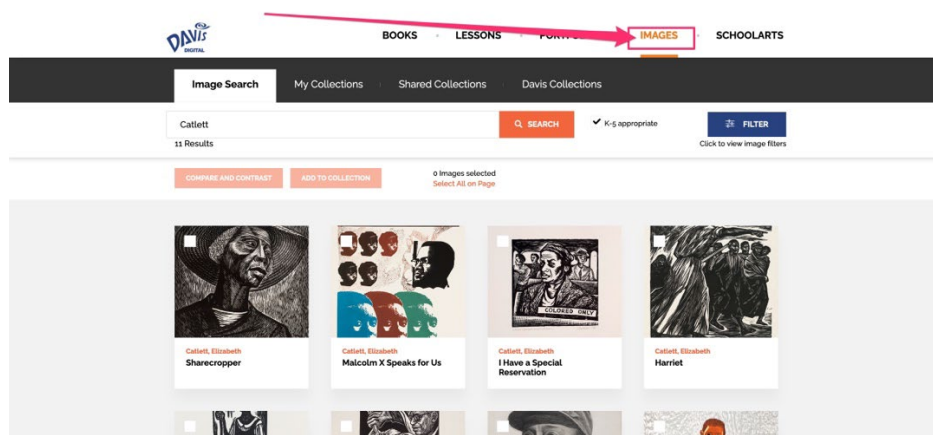 DAVIS
DIGITAL
BOOKS
LESSONS
IMAGES
SCHOOLARTS
Image Search
My Collections
Shared Collections
Davis Collections
Catlett
SEARCH
K-5 appropriate
FILTER
11 Results
Click to view image filters
COMPARE AND CONTRAST
ADD TO COLLECTION
0 Images selected
Select All on Page
COLORED ONLY
Catlett, Elizabeth
Sharecropper
Catlett, Elizabeth
Malcolm X Speaks for Us
Catlett, Elizabeth
I Have a Special
Reservation
Catlett, Elizabeth
Harriet